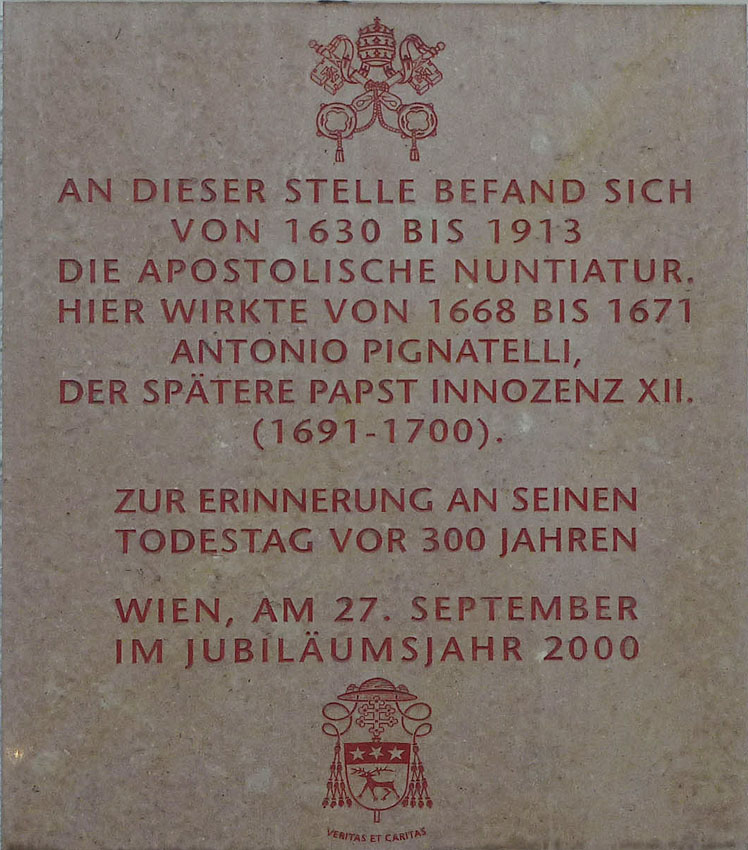 AN DIESER STELLE BEFAND SICH
VON 1630 BIS 1913
DIE APOSTOLISCHE NUNTIATUR.
HIER WIRKTE VON 1668 BIS 1671
ANTONIO PIGNATELLI,
DER SPÄTERE PAPST INNOZENZ XII.
(1691-1700).
ZUR ERINNERUNG AN SEINEN
TODESTAG VOR 300 JAHREN
WIEN, AM 27. SEPTEMBER
IM JUBILÄUMSJAHR 2000
VERITAS ET CARITAS